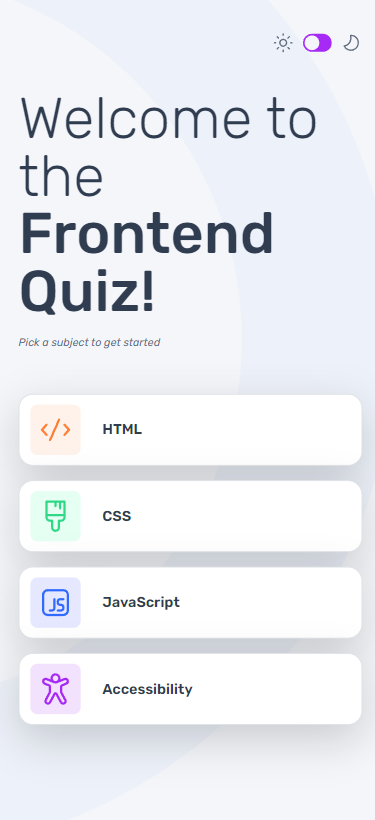 Welcome to
the
Frontend
Quiz!
Pick a subject to get started
HTML
CSS
JS
JavaScript
Accessibility